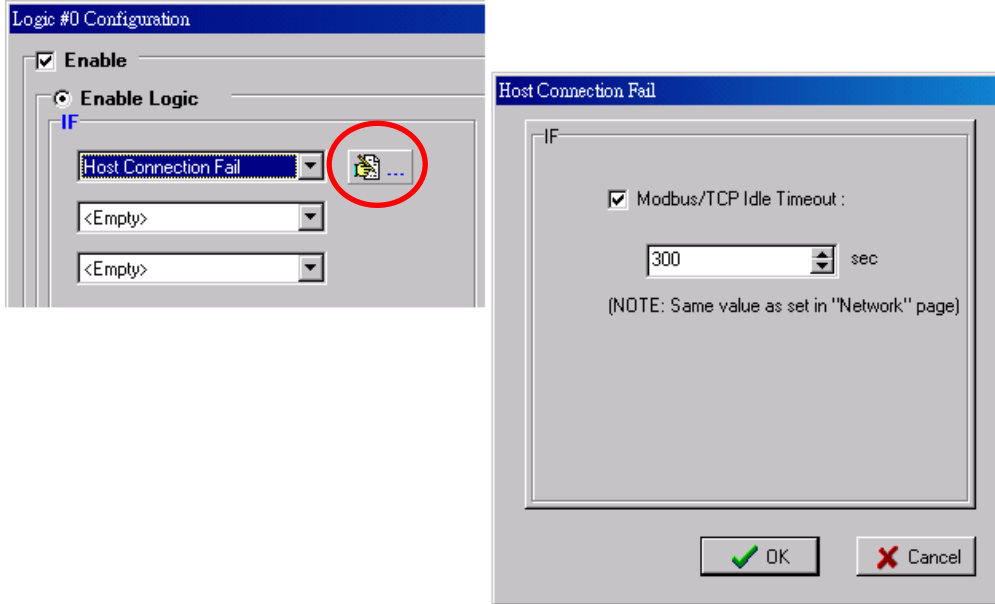 Logic #0 Configuration
Enable
Enable Logic
IF
Host Connection Fail
...
<Empty>
<Empty>
Host Connection Fail
IF
Modbus/TCP Idle Timeout :
300 sec
(NOTE: Same value as set in "Network" page)
OK Cancel